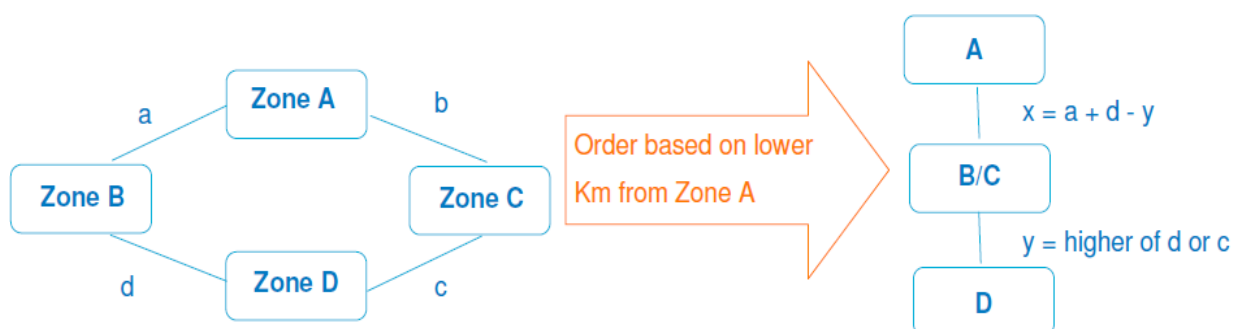 Zone A
a
b
Zone B
Zone C
Zone D
d
c
Order based on lower
Km from Zone A
A
x = a + d - y
B/C
y = higher of d or c
D